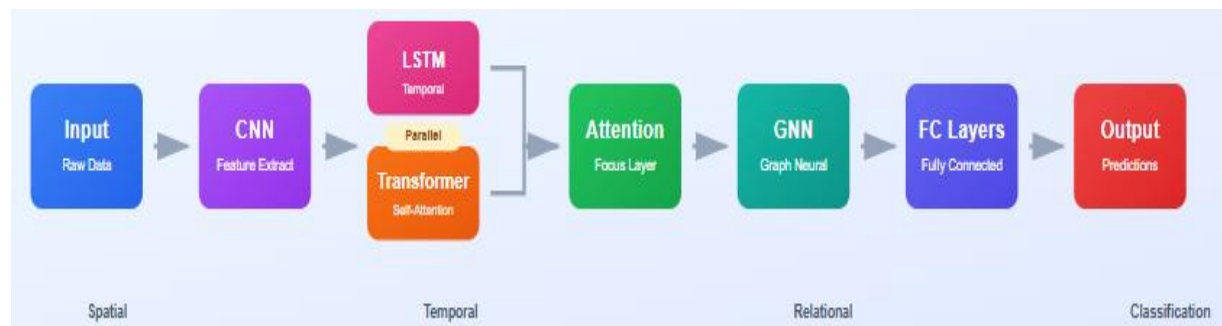 Input
Raw Data
CNN
Feature Extract
LSTM
Temporal
Parallel
Transformer
Self-Attention
Attention
Focus Layer
GNN
Graph Neural
FC Layers
Fully Connected
Output
Predictions
Spatial
Temporal
Relational
Classification